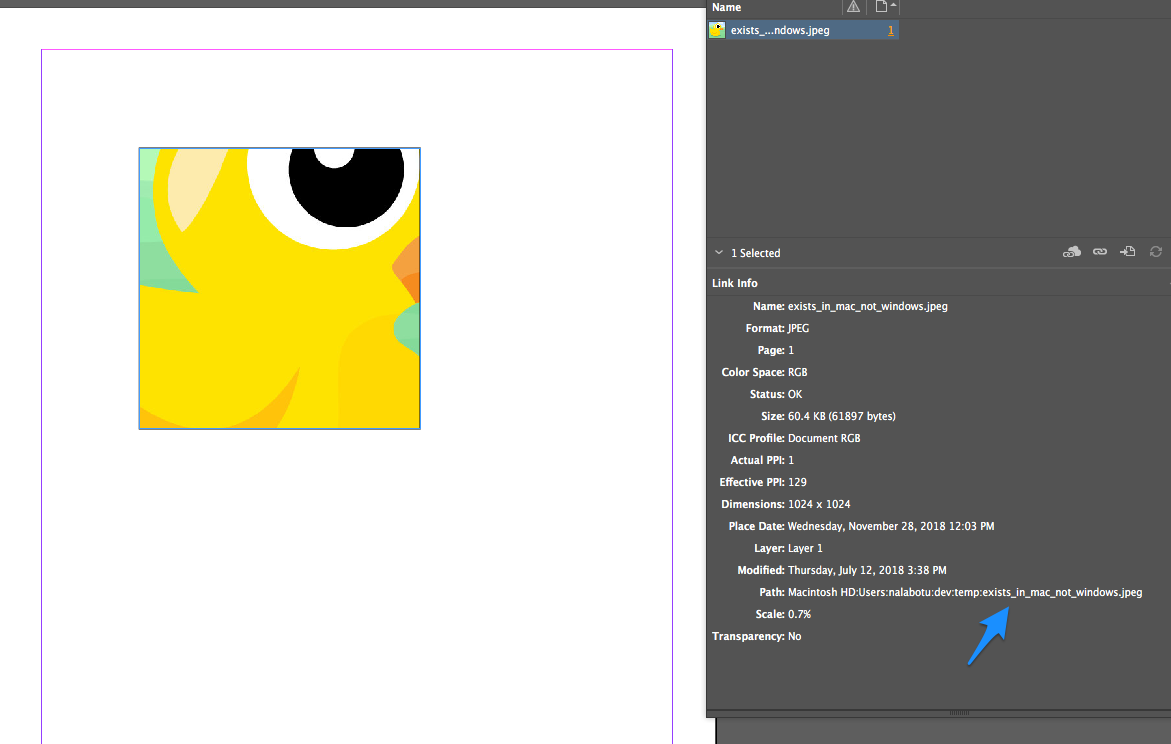 Name
exists_...ndows.jpeg 1
1 Selected
Link Info
Name: exists_in_mac_not_windows.jpeg
Format: JPEG
Page: 1
Color Space: RGB
Status: OK
Size: 60.4 KB (61897 bytes)
ICC Profile: Document RGB
Actual PPI: 1
Effective PPI: 129
Dimensions: 1024 x 1024
Place Date: Wednesday, November 28, 2018 12:03 PM
Layer: Layer 1
Modified: Thursday, July 12, 2018 3:38 PM
Path: Macintosh HD:Users:nalabotu:dev:temp:exists_in_mac_not_windows.jpeg
Scale: 0.7%
Transparency: No